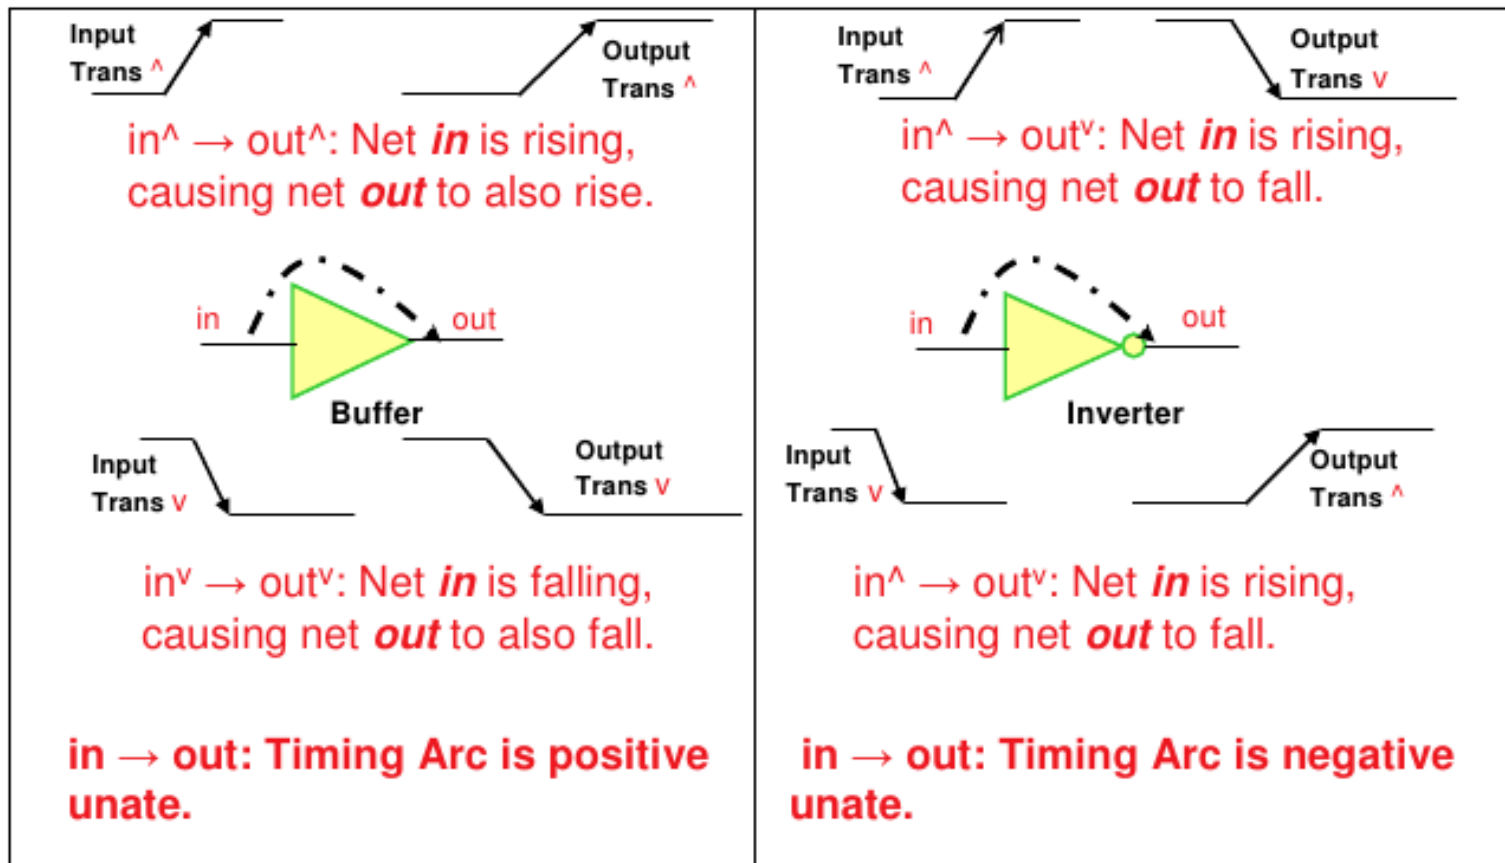 Input
Trans ^
Output
Trans ^
in^ → out^: Net in is rising,
causing net out to also rise.
in
out
Buffer
Input
Trans v
Output
Trans v
inv → outv: Net in is falling,
causing net out to also fall.
in → out: Timing Arc is positive
unate.
Input
Trans ^
Output
Trans v
in^ → outv: Net in is rising,
causing net out to fall.
in
out
Inverter
Input
Trans v
Output
Trans ^
in^ → outv: Net in is rising,
causing net out to fall.
in → out: Timing Arc is negative
unate.